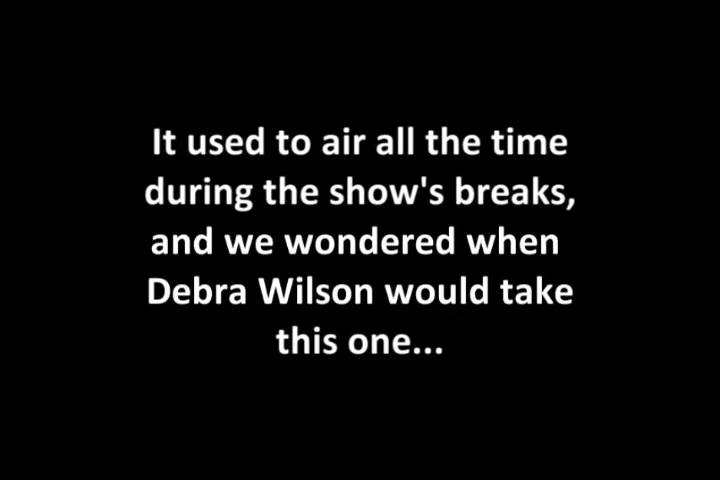 It used to air all the time
during the show's breaks,
and we wondered when
Debra Wilson would take
this one...